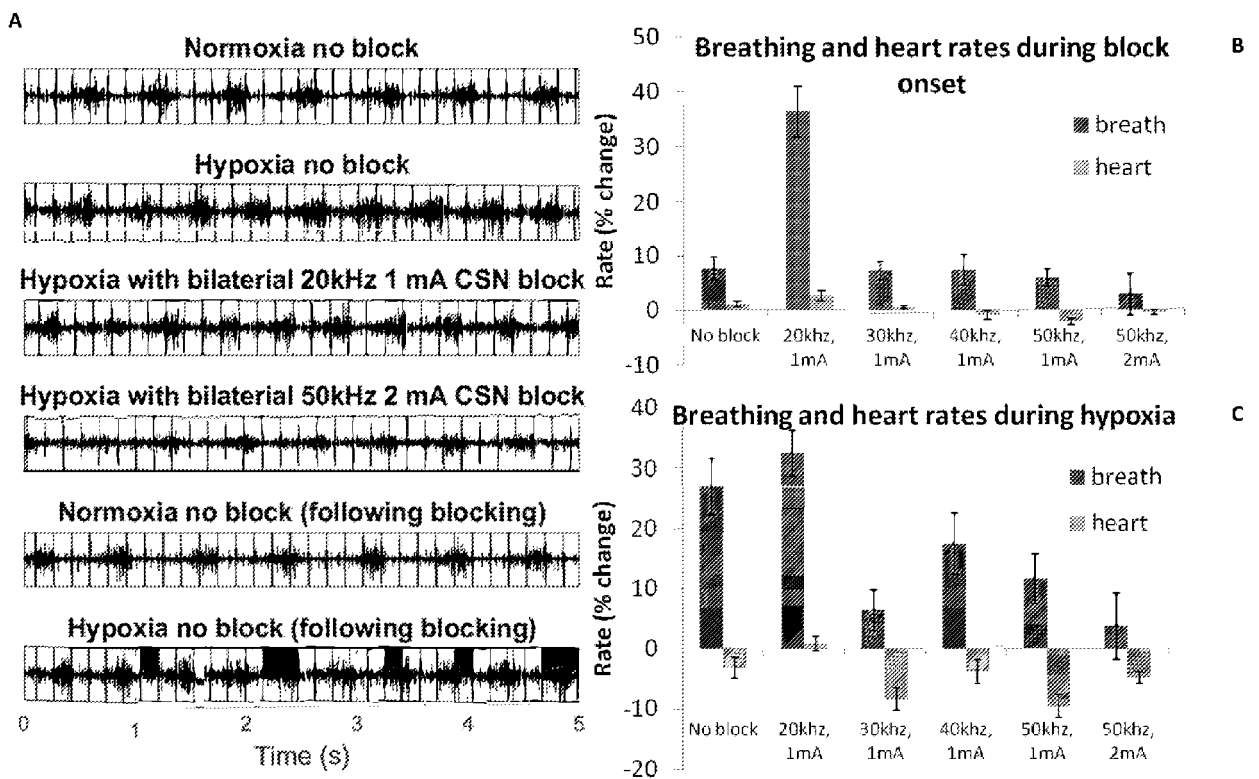 A
Normoxia no block
Hypoxia no block
Hypoxia with bilaterial 20kHz 1 mA CSN block
Hypoxia with bilaterial 50kHz 2 mA CSN block
Normoxia no block (following blocking)
Hypoxia no block (following blocking)
0 1 2 3 4 5
Time (s)
B
Breathing and heart rates during block
onset
Rate (% change)
50
40
30
20
10
0
-10
breath
heart
No block 20khz, 30khz, 40khz, 50khz, 50khz,
1mA 1mA 1mA 1mA 2mA
C
Breathing and heart rates during hypoxia
Rate (% change)
40
30
20
10
0
-10
-20
breath
heart
No block 20khz, 30khz, 40khz, 50khz, 50khz,
1mA 1mA 1mA 1mA 2mA